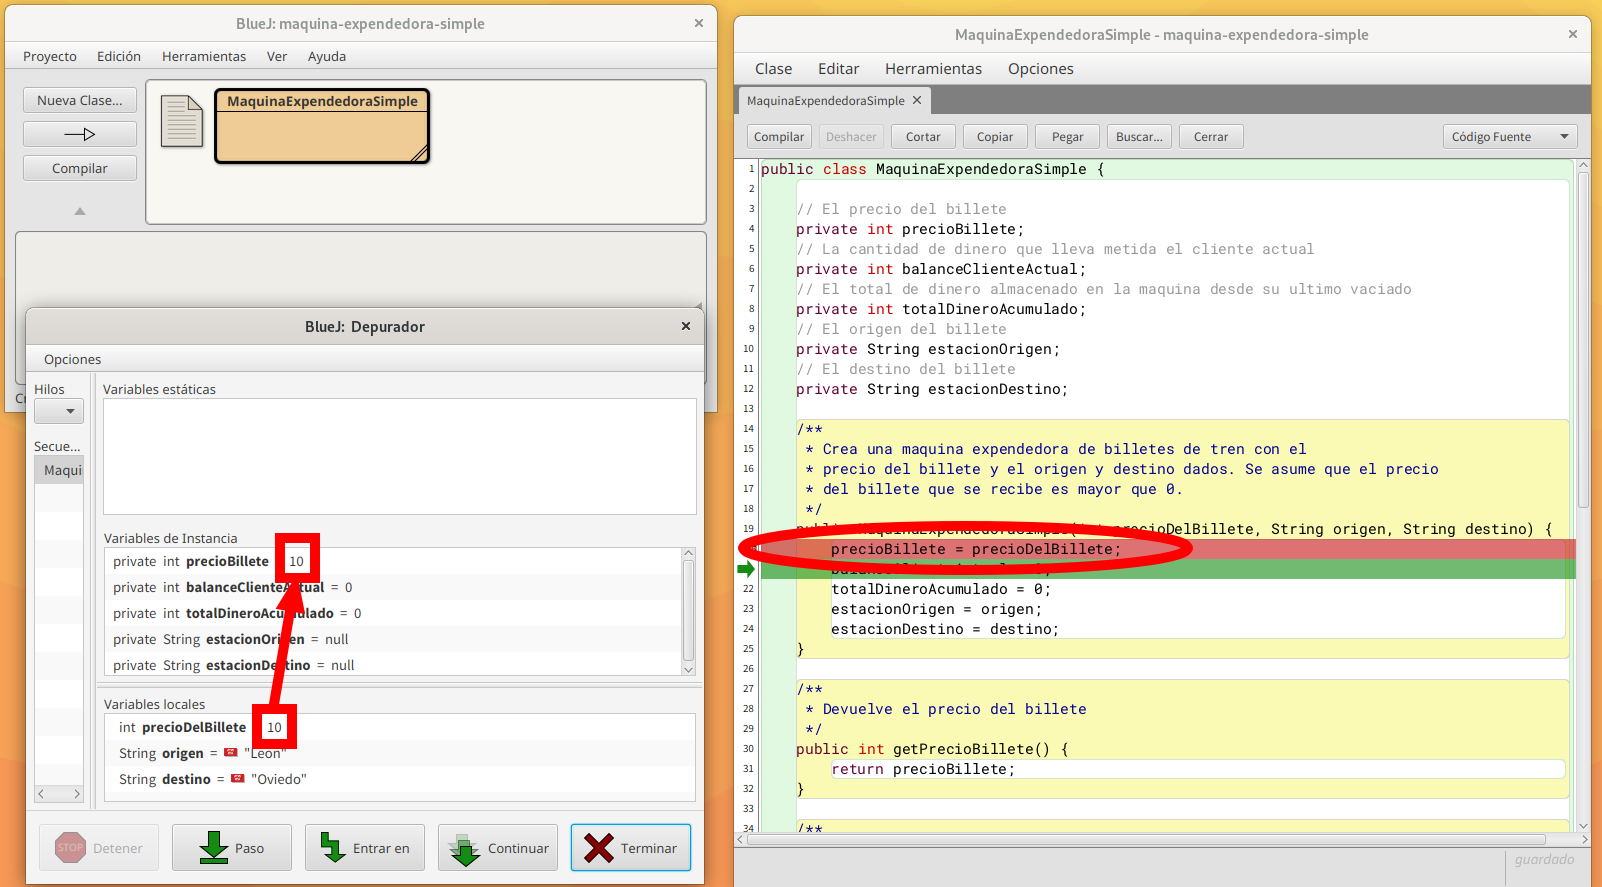 BlueJ: maquina-expendedora-simple
Proyecto Edición Herramientas Ver Ayuda
Nueva Clase...
Compilar
MaquinaExpendedoraSimple
BlueJ: Depurador
Opciones
Hilos
Secue...
Maqui
Variables estáticas
Variables de Instancia
private int precioBillete 10
private int balanceClienteActual = 0
private int totalDineroAcumulado = 0
private String estacionOrigen = null
private String estacionDestino = null
Variables locales
int precioDelBillete 10
String origen = "León"
String destino = "Oviedo"
STOP Detener Paso Entrar en Continuar Terminar
MaquinaExpendedoraSimple - maquina-expendedora-simple
Clase Editar Herramientas Opciones
MaquinaExpendedoraSimple
Compilar Deshacer Cortar Copiar Pegar Buscar... Cerrar Código Fuente
1 public class MaquinaExpendedoraSimple {
2
3 // El precio del billete
4 private int precioBillete;
5 // La cantidad de dinero que lleva metida el cliente actual
6 private int balanceClienteActual;
7 // El total de dinero almacenado en la maquina desde su ultimo vaciado
8 private int totalDineroAcumulado;
9 // El origen del billete
10 private String estacionOrigen;
11 // El destino del billete
12 private String estacionDestino;
13
14 /**
15 * Crea una maquina expendedora de billetes de tren con el
16 * precio del billete y el origen y destino dados. Se asume que el precio
17 * del billete que se recibe es mayor que 0.
18 */
19 public MaquinaExpendedoraSimple(int precioDelBillete, String origen, String destino) {
precioBillete = precioDelBillete;
22 totalDineroAcumulado = 0;
23 estacionOrigen = origen;
24 estacionDestino = destino;
25 }
26
27 /**
28 * Devuelve el precio del billete
29 */
30 public int getPrecioBillete() {
31 return precioBillete;
32 }
33
34 /**
guardado